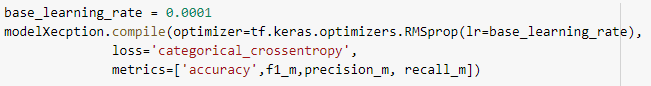 base_learning_rate = 0.0001
modelXecption.compile(optimizer=tf.keras.optimizers.RMSprop(lr=base_learning_rate),
loss='categorical_crossentropy',
metrics=['accuracy',f1_m,precision_m, recall_m])